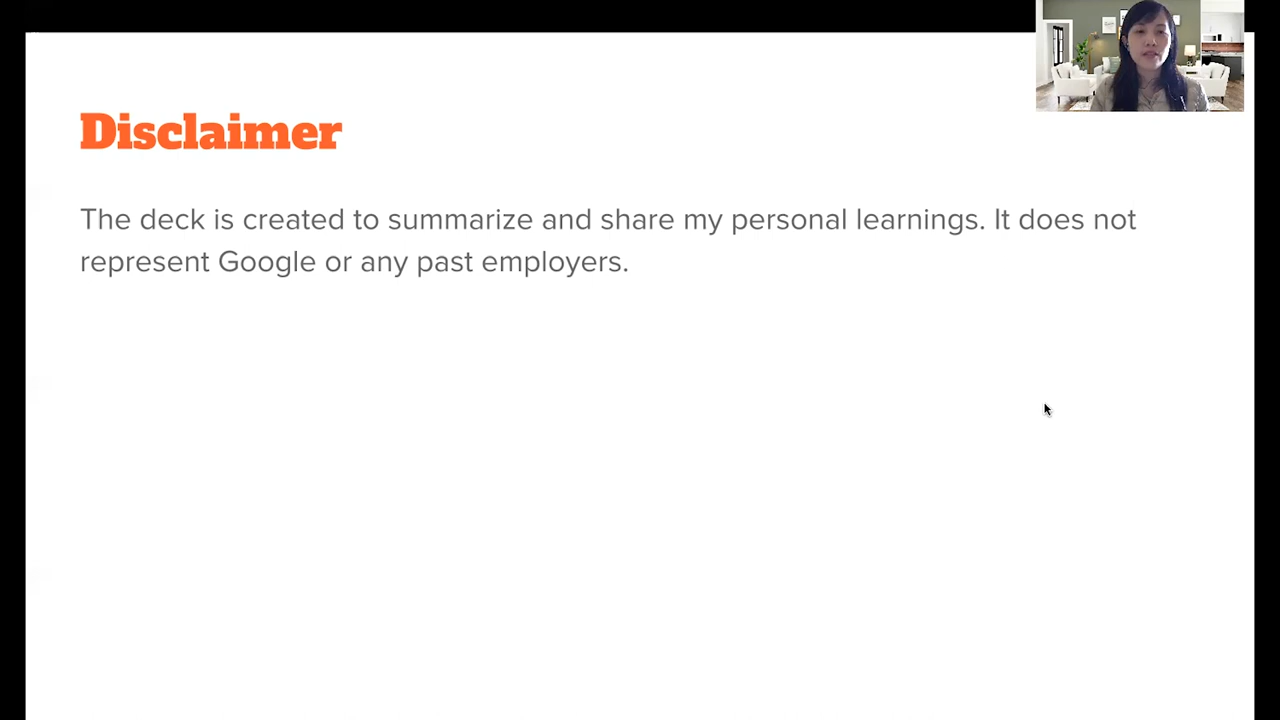 Disclaimer
The deck is created to summarize and share my personal learnings. It does not
represent Google or any past employers.